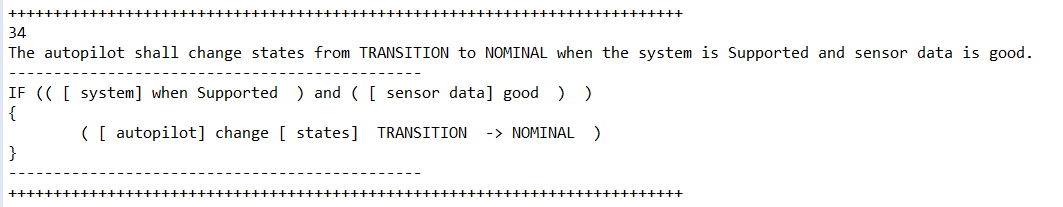 +++++++++++++++++++++++++++++++++++++++++++++++++++++++++++++++++++++++++++
34
The autopilot shall change states from TRANSITION to NOMINAL when the system is Supported and sensor data is good.
----------------------------------------------
IF (( [ system] when Supported  ) and ( [ sensor data] good  )  )
{
        ( [ autopilot] change [ states]  TRANSITION  -> NOMINAL  )
}
----------------------------------------------
+++++++++++++++++++++++++++++++++++++++++++++++++++++++++++++++++++++++++++